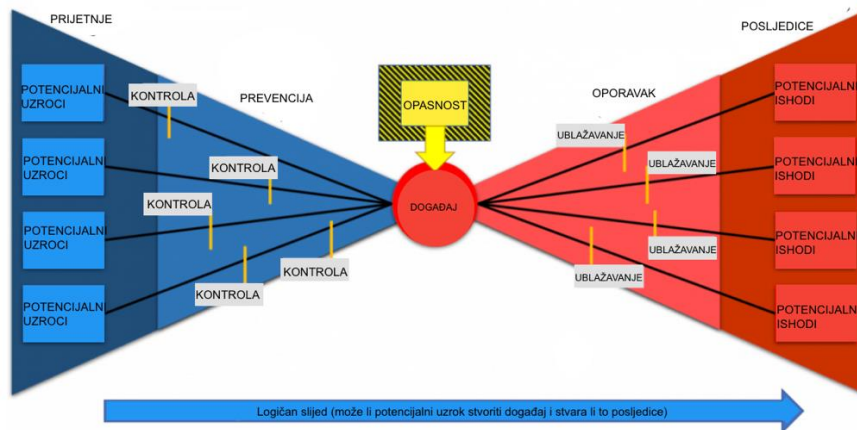 PRIJETNJE
POSLJEDICE
POTENCIJALNI
UZROCI
KONTROLA
PREVENCIJA
OPASNOST
OPORAVAK
POTENCIJALNI
ISHODI
UBLAŽAVANJE
POTENCIJALNI
UZROCI
KONTROLA
UBLAŽAVANJE
POTENCIJALNI
ISHODI
KONTROLA
DOGAĐAJ
POTENCIJALNI
UZROCI
KONTROLA
UBLAŽAVANJE
POTENCIJALNI
ISHODI
KONTROLA
UBLAŽAVANJE
POTENCIJALNI
UZROCI
POTENCIJALNI
ISHODI
Logičan slijed (može li potencijalni uzrok stvoriti događaj i stvara li to posljedice)